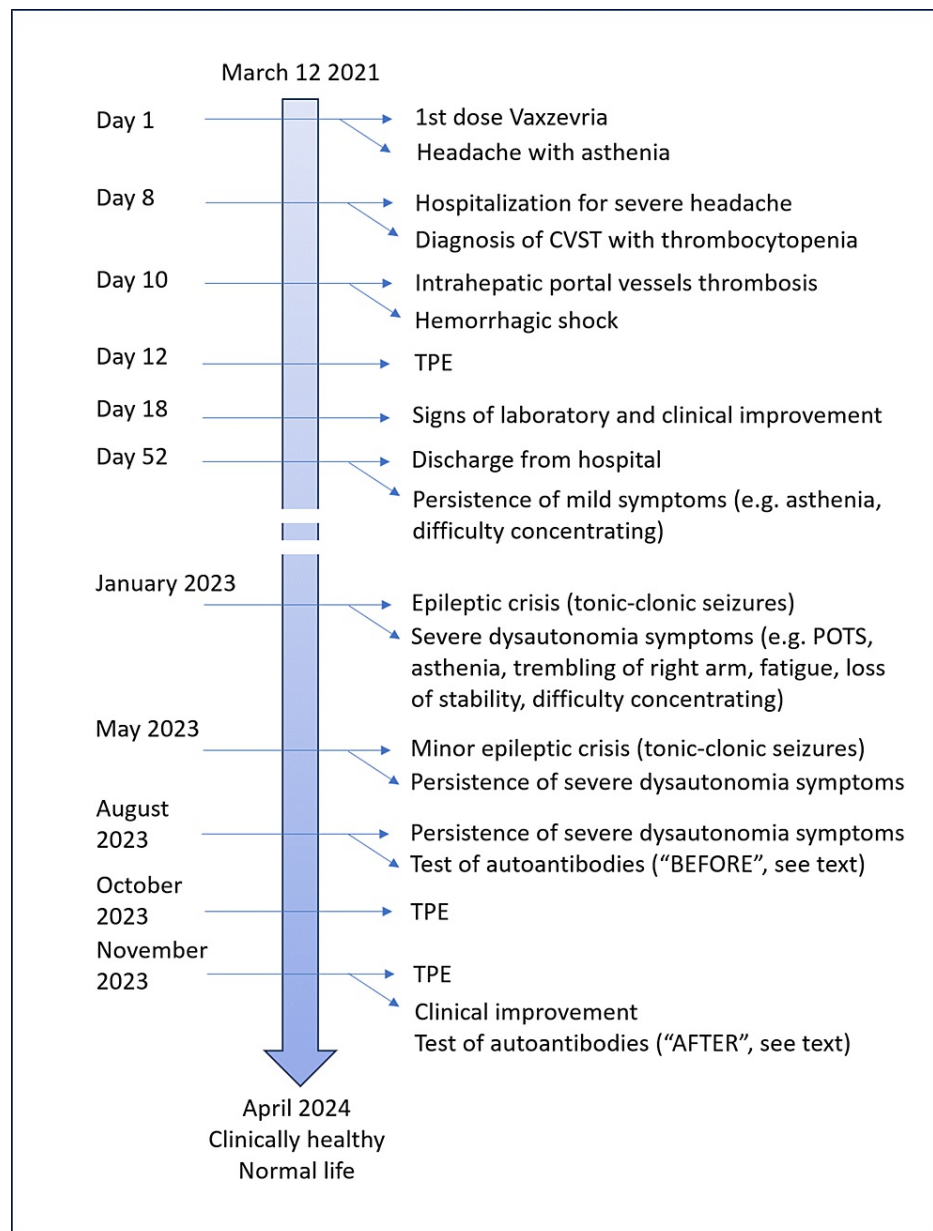 March 12 2021
Day 1
1st dose Vaxzevria
Headache with asthenia
Day 8
Hospitalization for severe headache
Diagnosis of CVST with thrombocytopenia
Day 10
Intrahepatic portal vessels thrombosis
Hemorrhagic shock
Day 12
TPE
Day 18
Signs of laboratory and clinical improvement
Day 52
Discharge from hospital
Persistence of mild symptoms (e.g. asthenia,
difficulty concentrating)
January 2023
Epileptic crisis (tonic-clonic seizures)
Severe dysautonomia symptoms (e.g. POTS,
asthenia, trembling of right arm, fatigue, loss
of stability, difficulty concentrating)
May 2023
Minor epileptic crisis (tonic-clonic seizures)
Persistence of severe dysautonomia symptoms
August
2023
Persistence of severe dysautonomia symptoms
Test of autoantibodies (“BEFORE”, see text)
October
2023
TPE
November
2023
TPE
Clinical improvement
Test of autoantibodies (“AFTER”, see text)
April 2024
Clinically healthy
Normal life